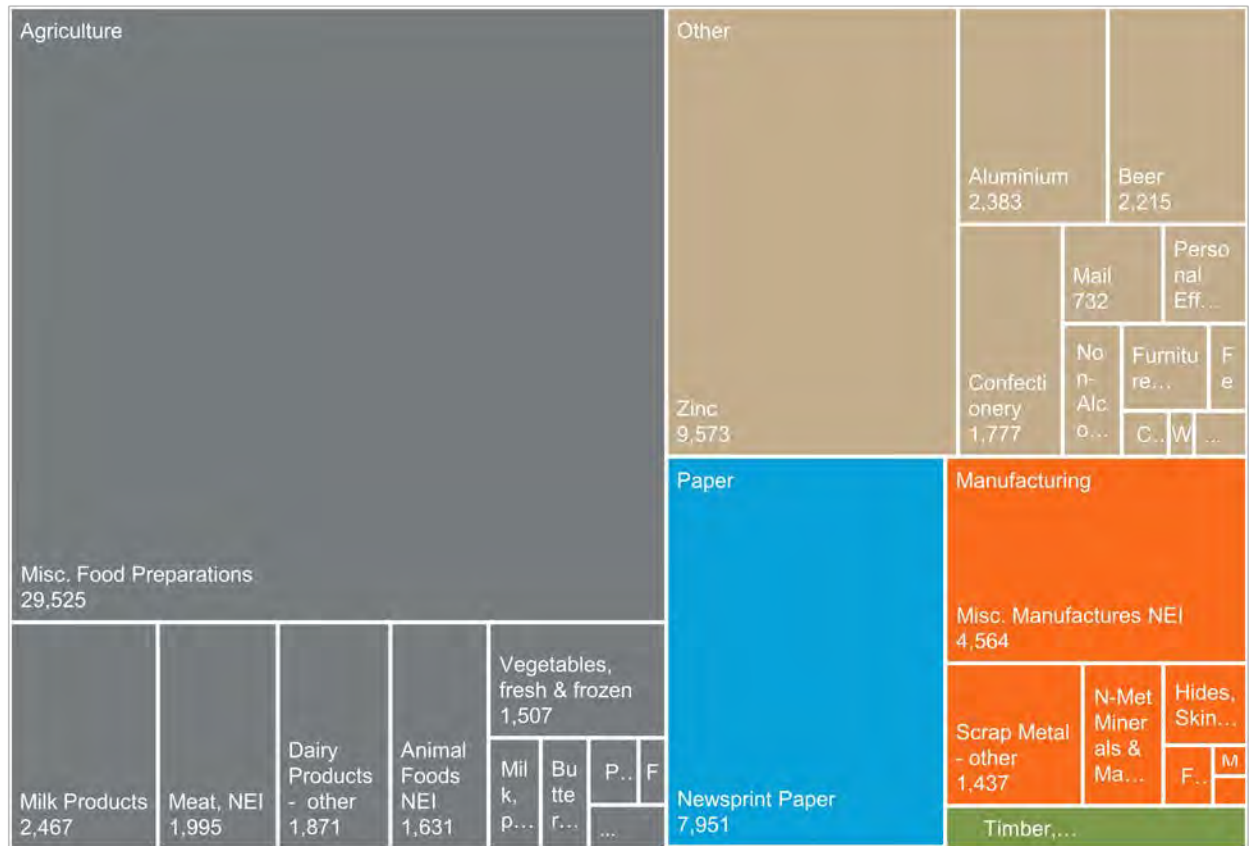 Agriculture
Misc. Food Preparations
29,525
Milk Products
2,467
Meat, NEI
1,995
Dairy
Products
- other
1,871
Animal
Foods
NEI
1,631
Vegetables,
fresh & frozen
1,507
Mil
k,
p...
Bu
tte
r...
P..
F
...
Other
Zinc
9,573
Aluminium
2,383
Beer
2,215
Confecti
onery
1,777
Mail
732
Perso
nal
Eff...
No
n-
Alc
o...
Furnitu
re...
F
e
C..
W
...
Paper
Newsprint Paper
7,951
Manufacturing
Misc. Manufactures NEI
4,564
Scrap Metal
- other
1,437
N-Met
Miner
als &
Ma...
Hides,
Skin...
F..
M
Timber,...